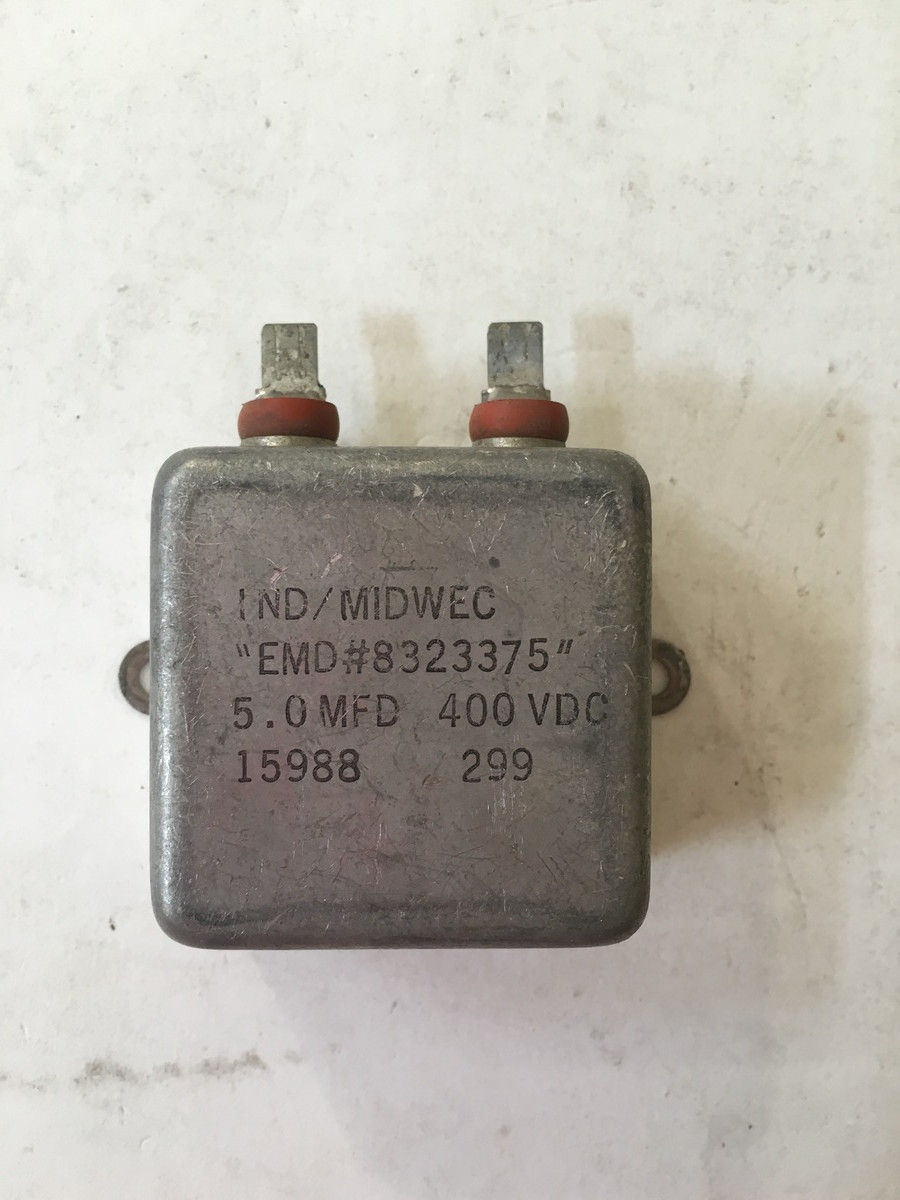 IND/MIDWEC
"EMD#8323375"
5.0 MFD 400 VDC
15988 299